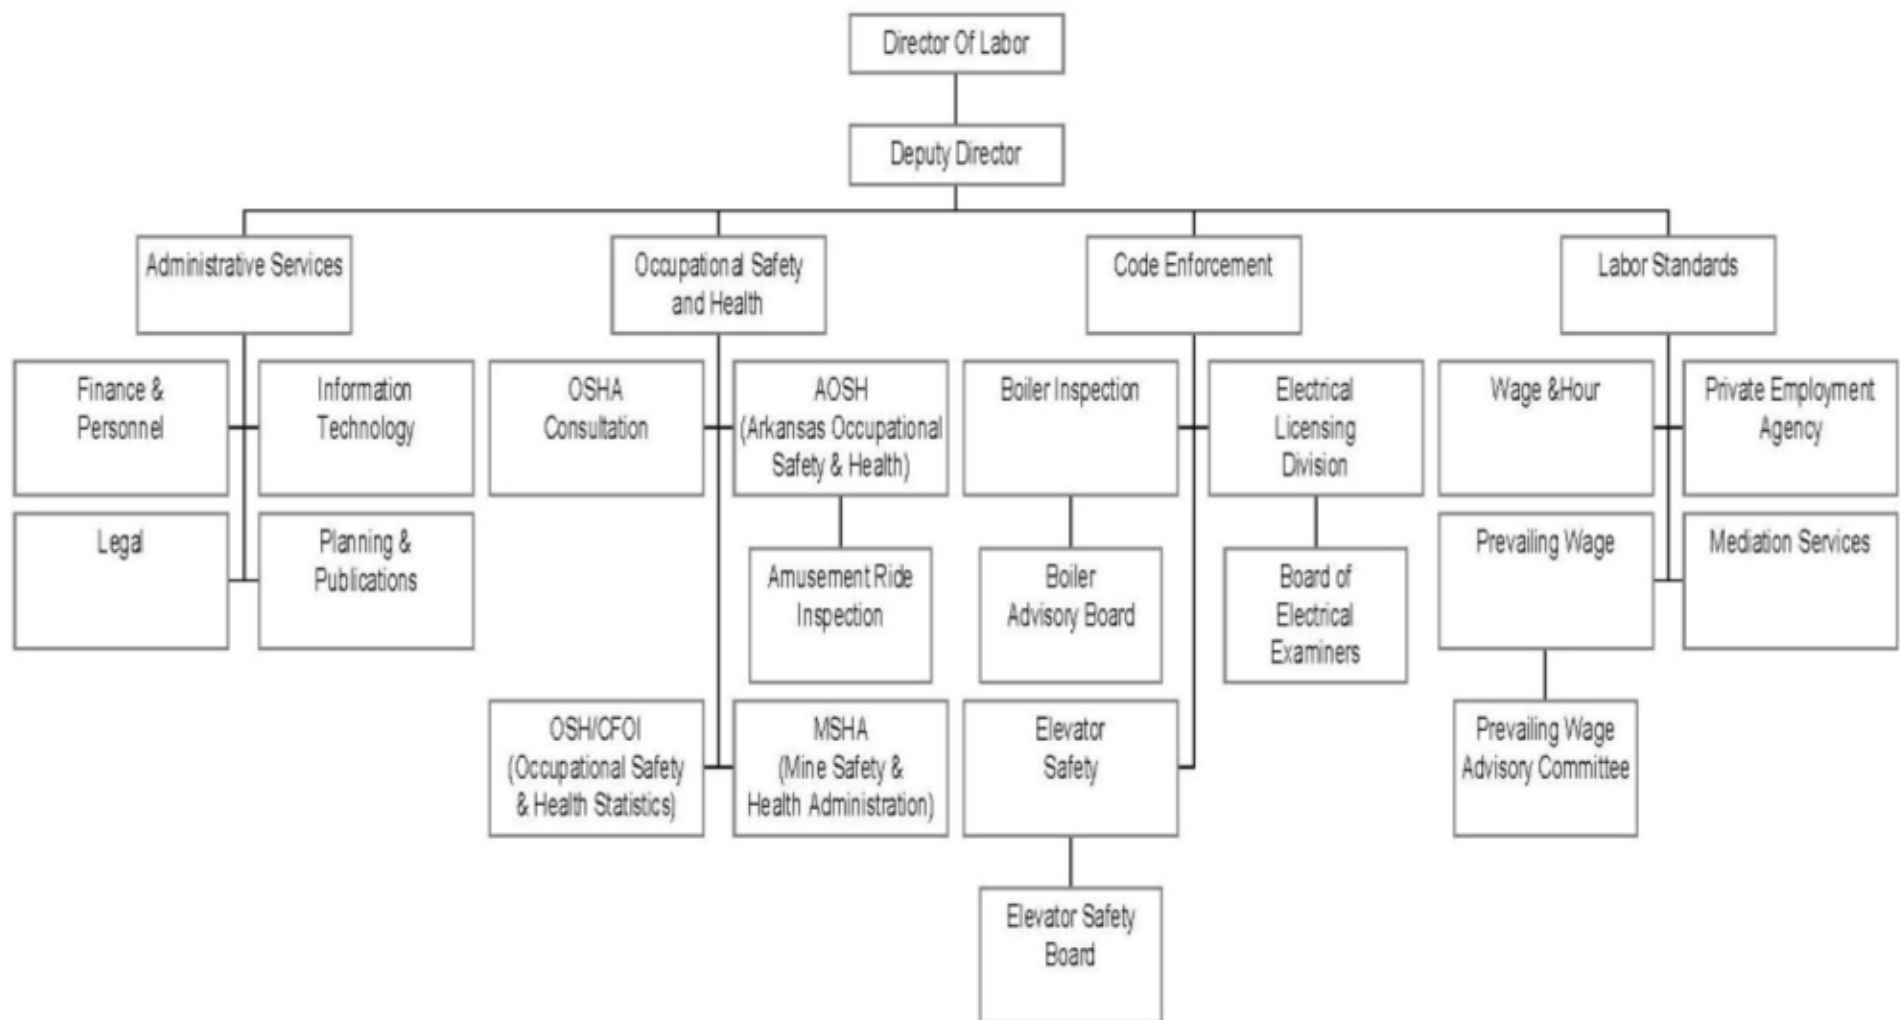 Director Of Labor
Deputy Director
Administrative Services
Occupational Safety
and Health
Code Enforcement
Labor Standards
Finance &
Personnel
Information
Technology
OSHA
Consultation
AOSH
(Arkansas Occupational
Safety & Health)
Boiler Inspection
Electrical
Licensing
Division
Wage &Hour
Private Employment
Agency
Legal
Planning &
Publications
Amusement Ride
Inspection
Boiler
Advisory Board
Board of
Electrical
Examiners
Prevailing Wage
Mediation Services
OSH/CFOI
(Occupational Safety
& Health Statistics)
MSHA
(Mine Safety &
Health Administration)
Elevator
Safety
Prevailing Wage
Advisory Committee
Elevator Safety
Board